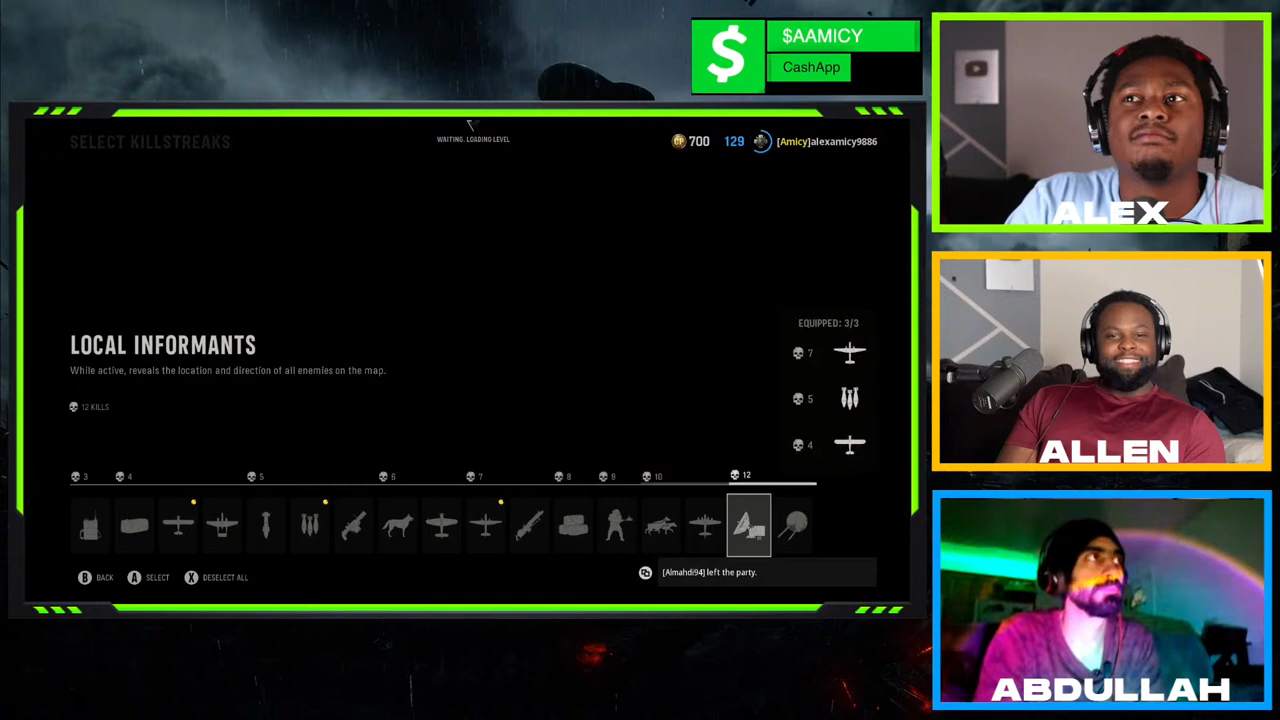 $AAMICY
CashApp
SELECT KILLSTREAKS
WAITING. LOADING LEVEL
CP 700 129 [Amicy]alexamicy9886
ALEX
LOCAL INFORMANTS
While active, reveals the location and direction of all enemies on the map.
12 KILLS
EQUIPPED: 3/3
7
5
4
3 4 5 6 7 8 9 10 12
B BACK A SELECT X DESELECT ALL
[Almahdi94] left the party.
ALLEN
ABDULLAH